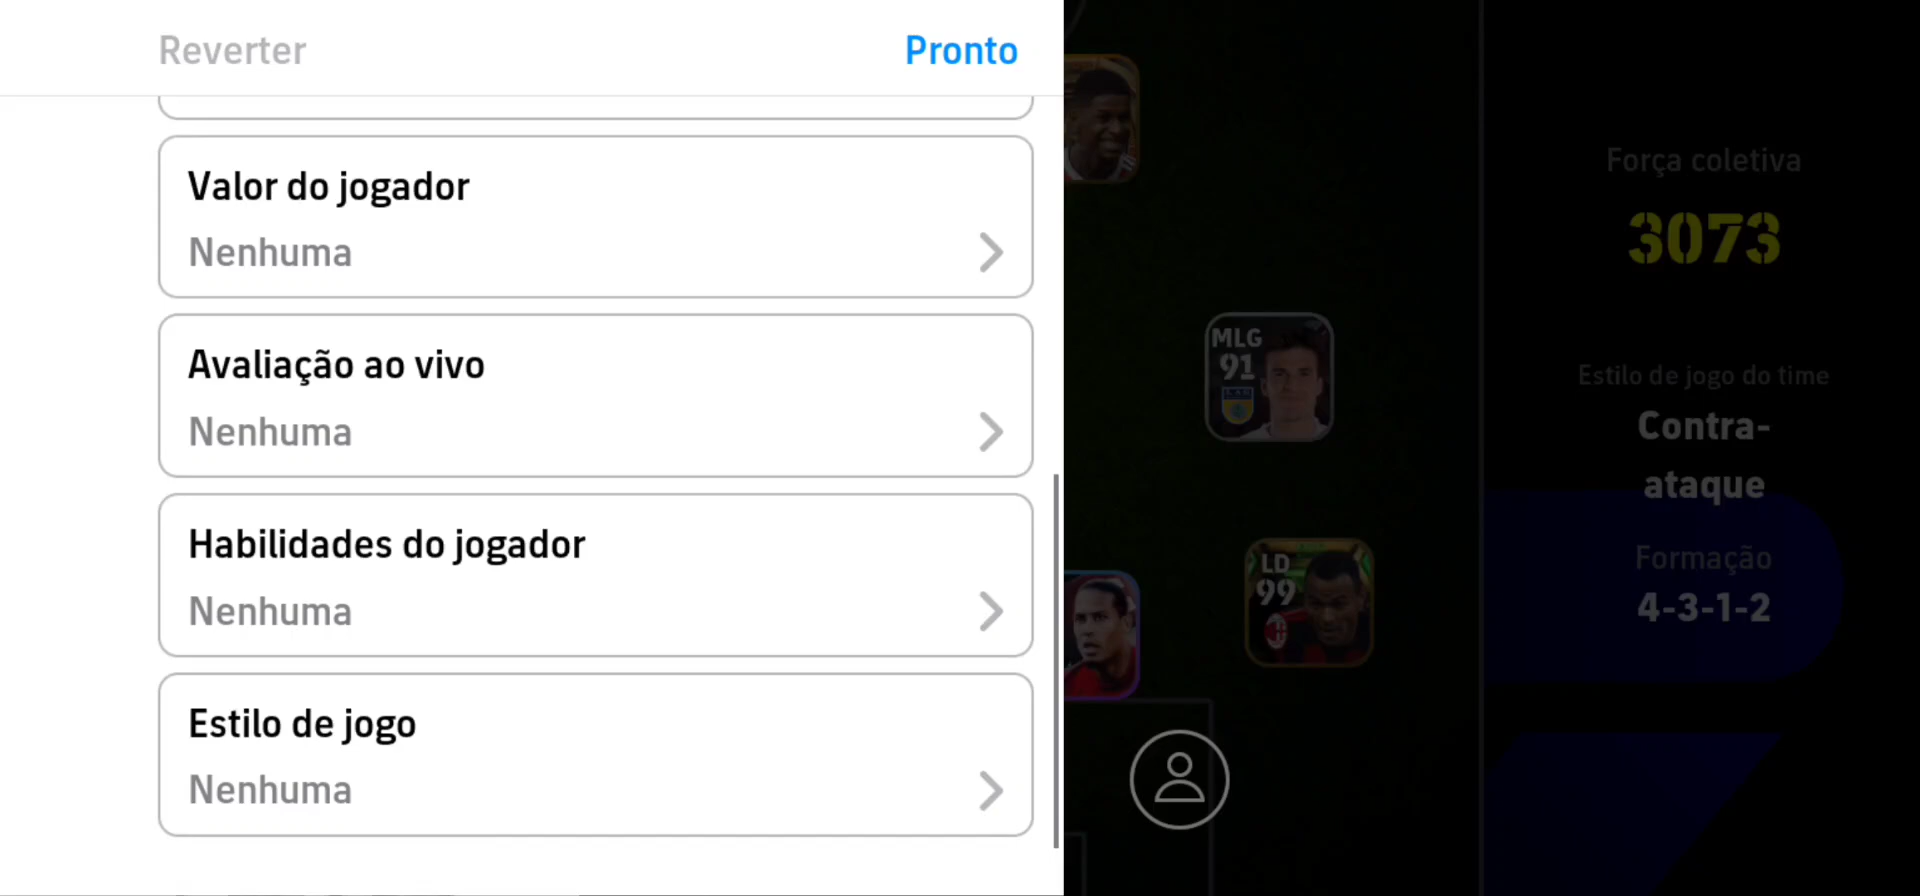 Reverter
Pronto
Valor do jogador
Nenhuma
Avaliação ao vivo
Nenhuma
Habilidades do jogador
Nenhuma
Estilo de jogo
Nenhuma
MLG
91
LD
99
Força coletiva
3073
Estilo de jogo do time
Contra-
ataque
Formação
4-3-1-2